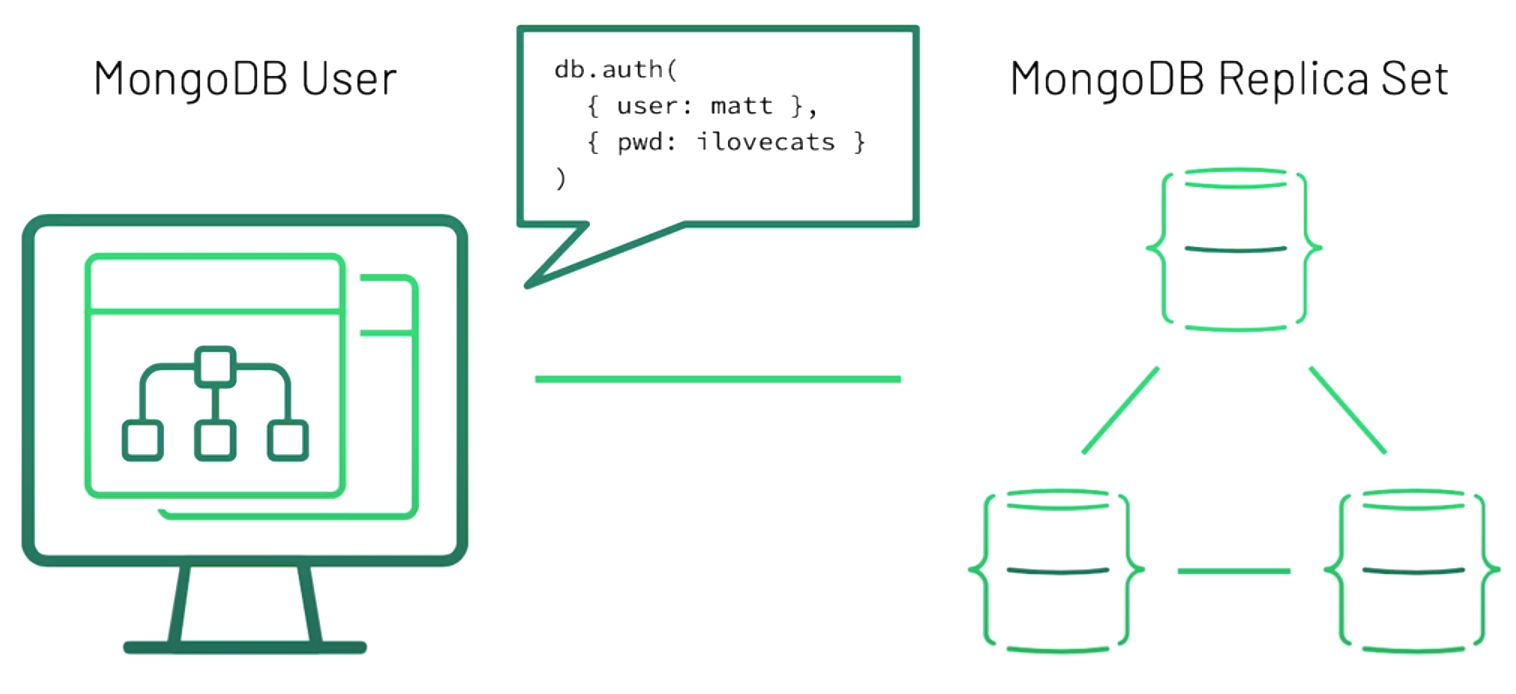 MongoDB User
db.auth(
{ user: matt },
{ pwd: ilovecats }
)
MongoDB Replica Set